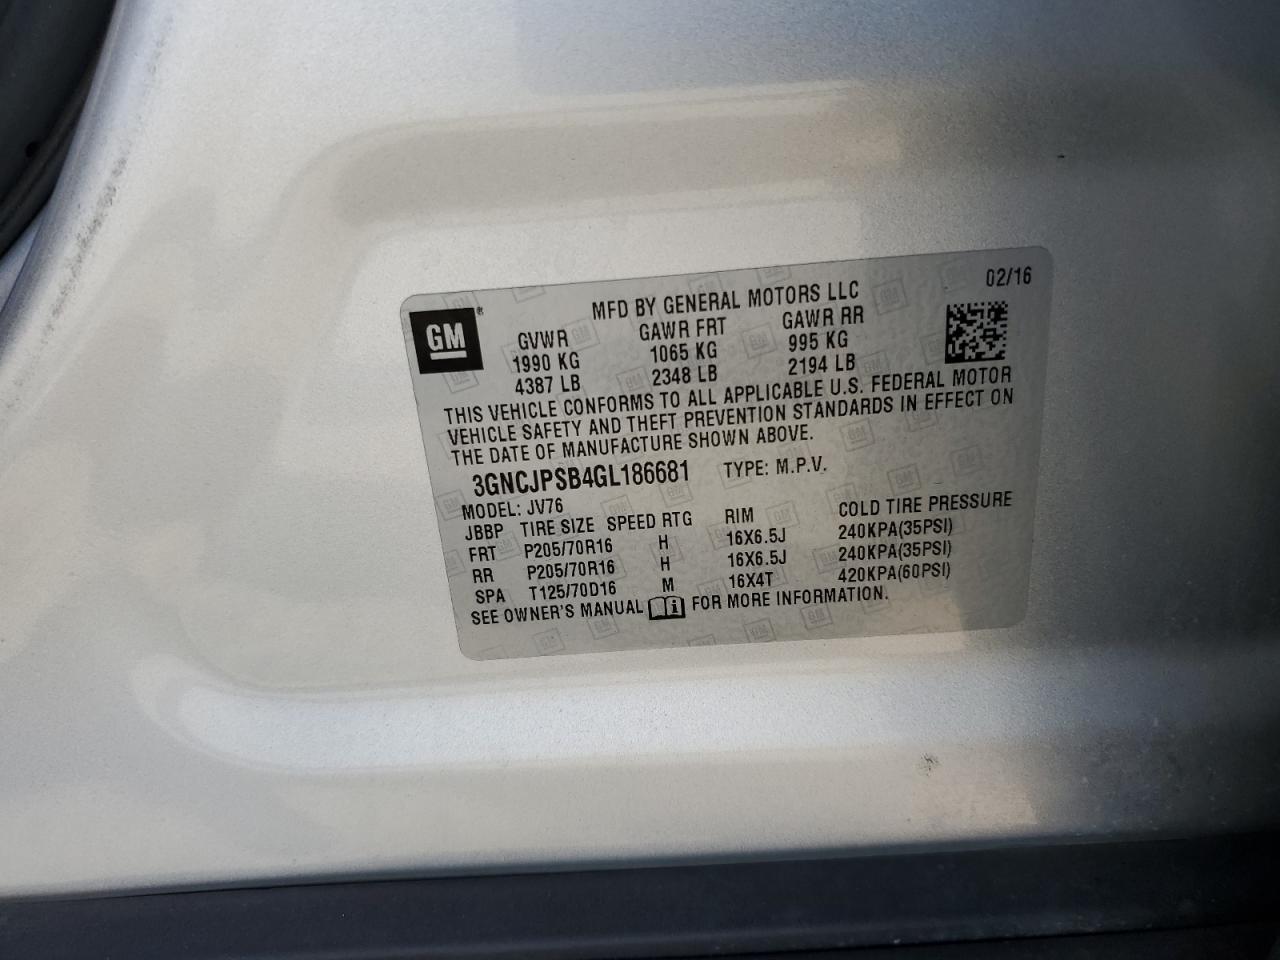 02/16
MFD BY GENERAL MOTORS LLC
GM®
GVWR GAWR FRT GAWR RR
1990 KG 1065 KG 995 KG
4387 LB 2348 LB 2194 LB
THIS VEHICLE CONFORMS TO ALL APPLICABLE U.S. FEDERAL MOTOR
VEHICLE SAFETY AND THEFT PREVENTION STANDARDS IN EFFECT ON
THE DATE OF MANUFACTURE SHOWN ABOVE.
3GNCJPSB4GL186681 TYPE: M.P.V.
MODEL: JV76
JBBP TIRE SIZE SPEED RTG RIM COLD TIRE PRESSURE
FRT P205/70R16 H 16X6.5J 240KPA(35PSI)
RR P205/70R16 H 16X6.5J 240KPA(35PSI)
SPA T125/70D16 M 16X4T 420KPA(60PSI)
SEE OWNER'S MANUAL FOR MORE INFORMATION.